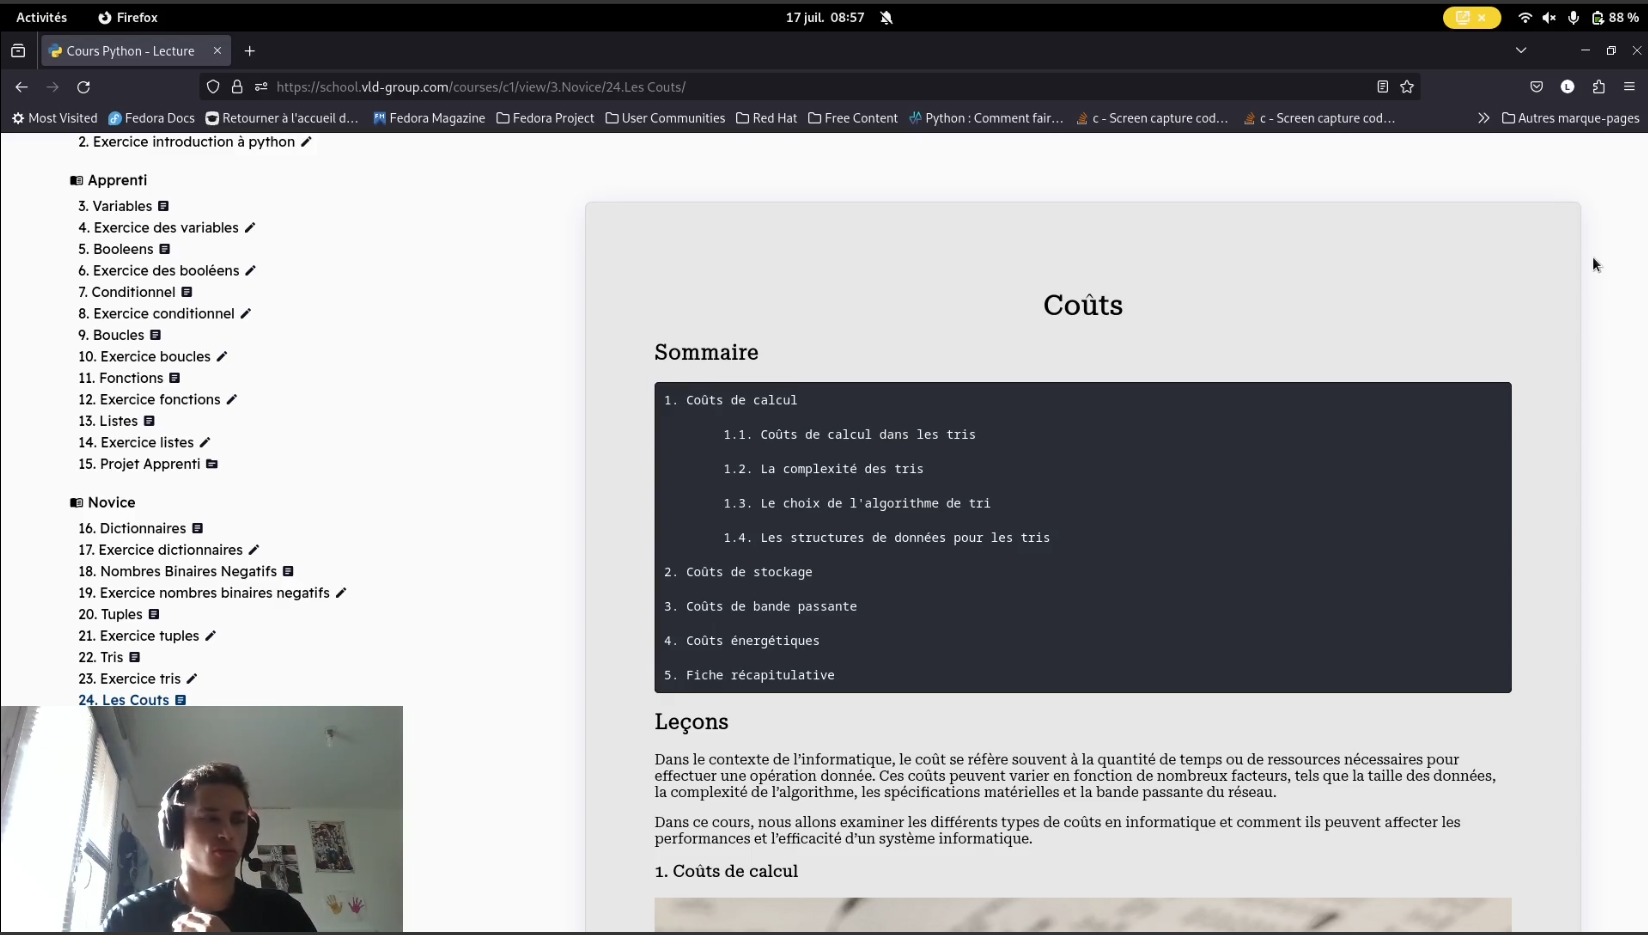 Activités Firefox 17 juil. 08:57 88 %
Cours Python - Lecture
https://school.vld-group.com/courses/c1/view/3.Novice/24.Les Couts/
Most Visited Fedora Docs Retourner à l'accueil d... Fedora Magazine Fedora Project User Communities Red Hat Free Content Python : Comment fair... c - Screen capture cod... c - Screen capture cod... Autres marque-pages
2. Exercice introduction à python
Apprenti
3. Variables
4. Exercice des variables
5. Booleens
6. Exercice des booléens
7. Conditionnel
8. Exercice conditionnel
9. Boucles
10. Exercice boucles
11. Fonctions
12. Exercice fonctions
13. Listes
14. Exercice listes
15. Projet Apprenti
Novice
16. Dictionnaires
17. Exercice dictionnaires
18. Nombres Binaires Negatifs
19. Exercice nombres binaires negatifs
20. Tuples
21. Exercice tuples
22. Tris
23. Exercice tris
24. Les Couts
Coûts
Sommaire
1. Coûts de calcul
1.1. Coûts de calcul dans les tris
1.2. La complexité des tris
1.3. Le choix de l'algorithme de tri
1.4. Les structures de données pour les tris
2. Coûts de stockage
3. Coûts de bande passante
4. Coûts énergétiques
5. Fiche récapitulative
Leçons
Dans le contexte de l'informatique, le coût se réfère souvent à la quantité de temps ou de ressources nécessaires pour
effectuer une opération donnée. Ces coûts peuvent varier en fonction de nombreux facteurs, tels que la taille des données,
la complexité de l'algorithme, les spécifications matérielles et la bande passante du réseau.
Dans ce cours, nous allons examiner les différents types de coûts en informatique et comment ils peuvent affecter les
performances et l'efficacité d'un système informatique.
1. Coûts de calcul